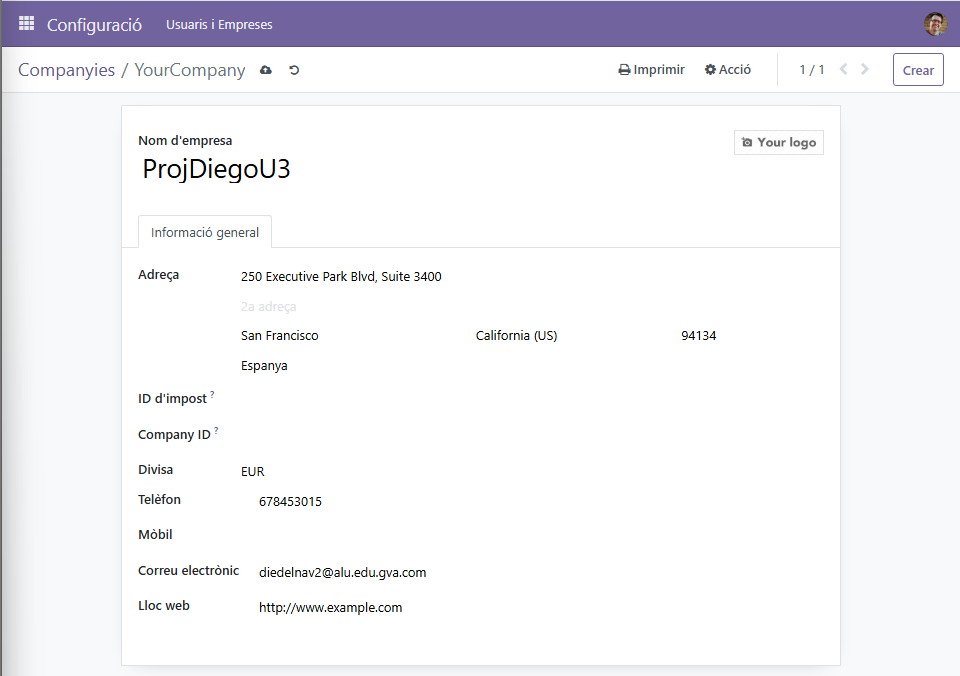 Configuració Usuaris i Empreses
Companyies / YourCompany Imprimir Acció 1 / 1 Crear
Nom d'empresa
Your logo
ProjDiegoU3
Informació general
Adreça 250 Executive Park Blvd, Suite 3400
2a adreça
San Francisco California (US) 94134
Espanya
ID d'impost ?
Company ID ?
Divisa EUR
Telèfon 678453015
Mòbil
Correu electrònic diedelnav2@alu.edu.gva.com
Lloc web http://www.example.com